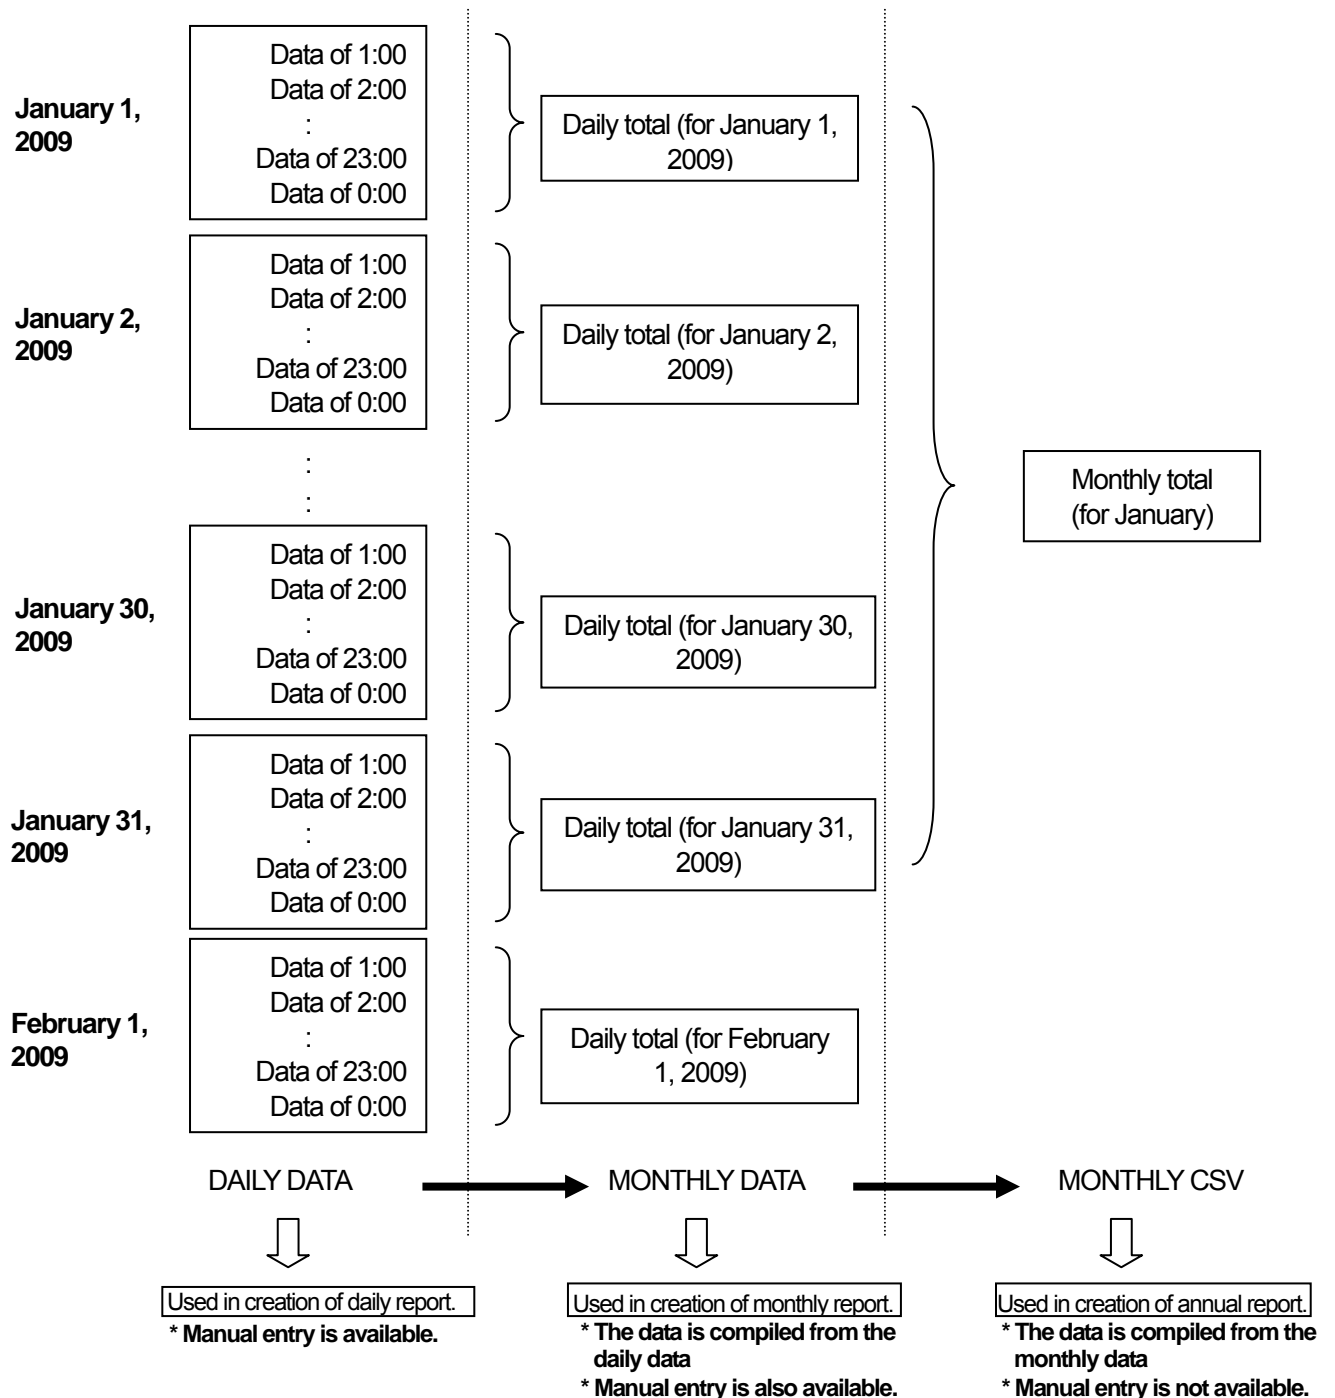 January 1,
2009
Data of 1:00
Data of 2:00
:
Data of 23:00
Data of 0:00
Daily total (for January 1,
2009)
January 2,
2009
Data of 1:00
Data of 2:00
:
Data of 23:00
Data of 0:00
Daily total (for January 2,
2009)
:
:
Monthly total
(for January)
January 30,
2009
Data of 1:00
Data of 2:00
:
Data of 23:00
Data of 0:00
Daily total (for January 30,
2009)
January 31,
2009
Data of 1:00
Data of 2:00
:
Data of 23:00
Data of 0:00
Daily total (for January 31,
2009)
February 1,
2009
Data of 1:00
Data of 2:00
:
Data of 23:00
Data of 0:00
Daily total (for February
1, 2009)
DAILY DATA
MONTHLY DATA
MONTHLY CSV
Used in creation of daily report.
* Manual entry is available.
Used in creation of monthly report.
* The data is compiled from the
daily data
* Manual entry is also available.
Used in creation of annual report.
* The data is compiled from the
monthly data
* Manual entry is not available.